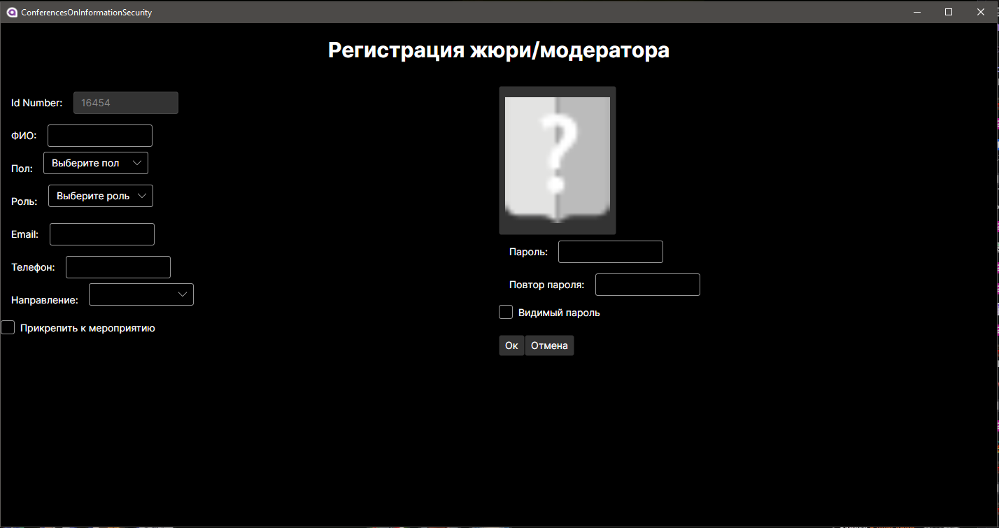 ConferencesOnInformationSecurity
Регистрация жюри/модератора
Id Number: 16454
ФИО:
Пол: Выберите пол
Роль: Выберите роль
Email:
Телефон:
Направление:
Прикрепить к мероприятию
?
Пароль:
Повтор пароля:
Видимый пароль
Ок Отмена